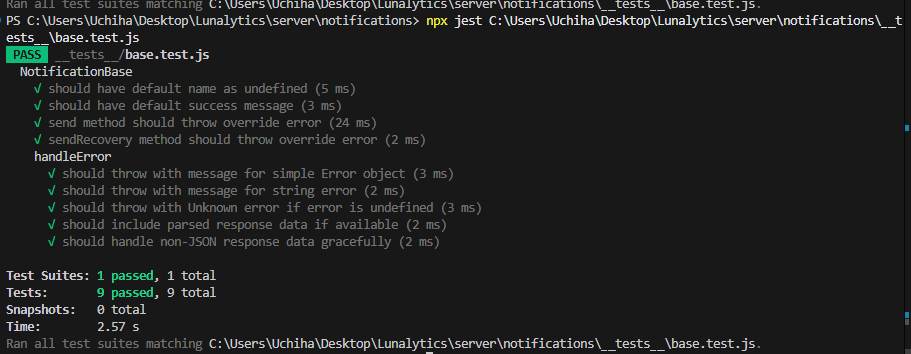 Ran all test suites matching C:\Users\Uchiha\Desktop\Lunalytics\server\notifications\__tests__\base.test.js.
PS C:\Users\Uchiha\Desktop\Lunalytics\server\notifications> npx jest C:\Users\Uchiha\Desktop\Lunalytics\server\notifications\__t
ests__\base.test.js
PASS __tests__/base.test.js
NotificationBase
√ should have default name as undefined (5 ms)
√ should have default success message (3 ms)
√ send method should throw override error (24 ms)
√ sendRecovery method should throw override error (2 ms)
handleError
√ should throw with message for simple Error object (3 ms)
√ should throw with message for string error (2 ms)
√ should throw with Unknown error if error is undefined (3 ms)
√ should include parsed response data if available (2 ms)
√ should handle non-JSON response data gracefully (2 ms)
Test Suites: 1 passed, 1 total
Tests: 9 passed, 9 total
Snapshots: 0 total
Time: 2.57 s
Ran all test suites matching C:\Users\Uchiha\Desktop\Lunalytics\server\notifications\__tests__\base.test.js.